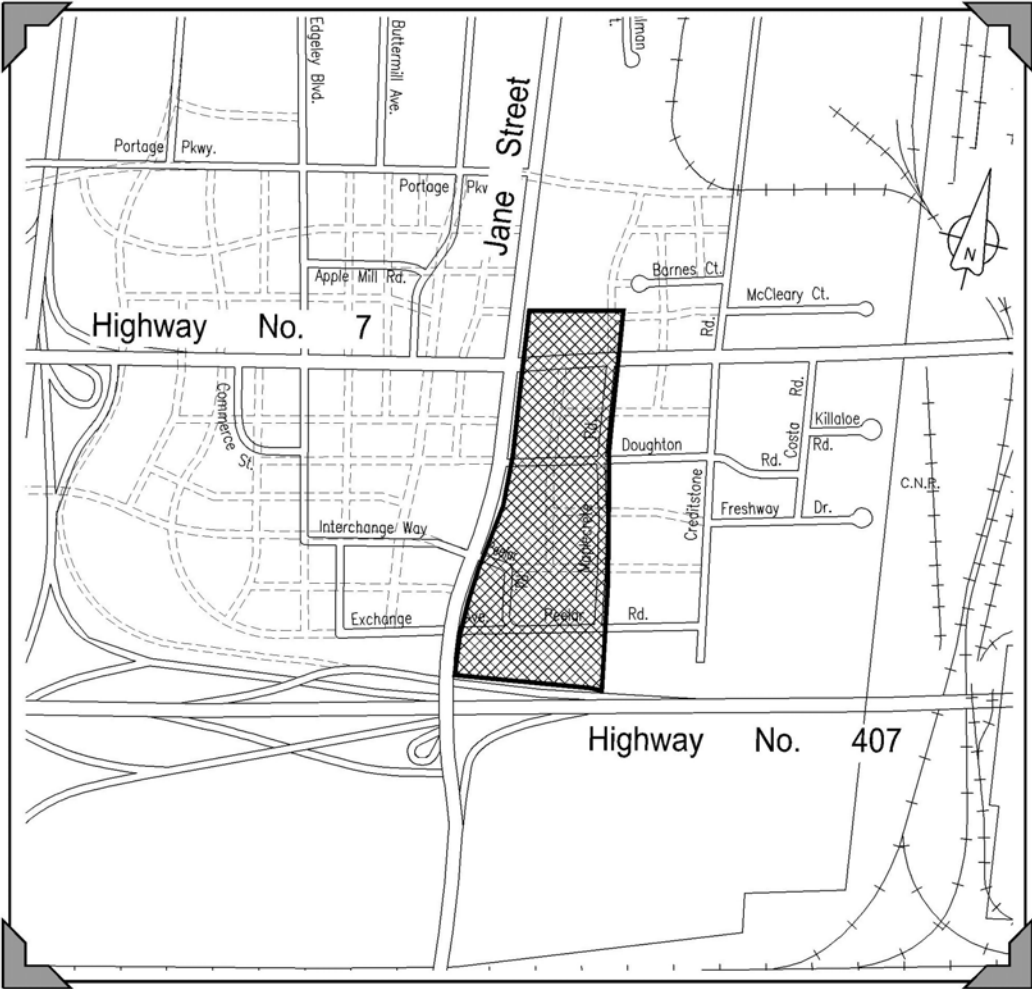 Edgeley Blvd.
Buttermill Ave.
Jane Street
Portage Pkwy.
Portage
Barnes Ct.
Apple Mill Rd.
McCleary Ct.
Rd.
Highway No. 7
N
Commerce St.
Costa Rd.
Killaloe Rd.
Doughton Rd.
C.N.R.
Creditstone
Freshway Dr.
Interchange Way
Maplecrete Rd.
Peelar Rd.
Exchange Ave.
Peelar Rd.
Highway No. 407